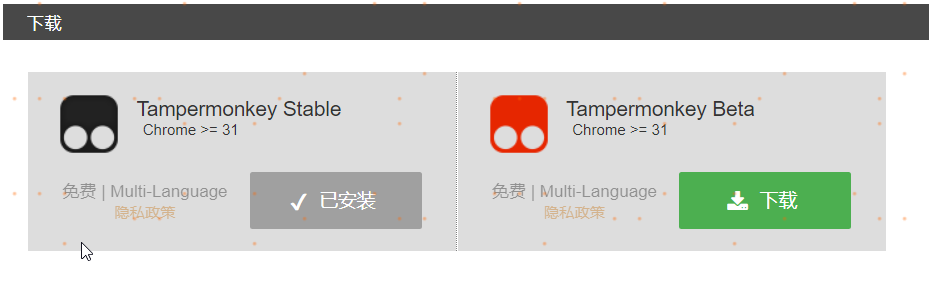 下载
Tampermonkey Stable
Chrome >= 31
免费 | Multi-Language
隐私政策
已安装
Tampermonkey Beta
Chrome >= 31
免费 | Multi-Language
隐私政策
下载